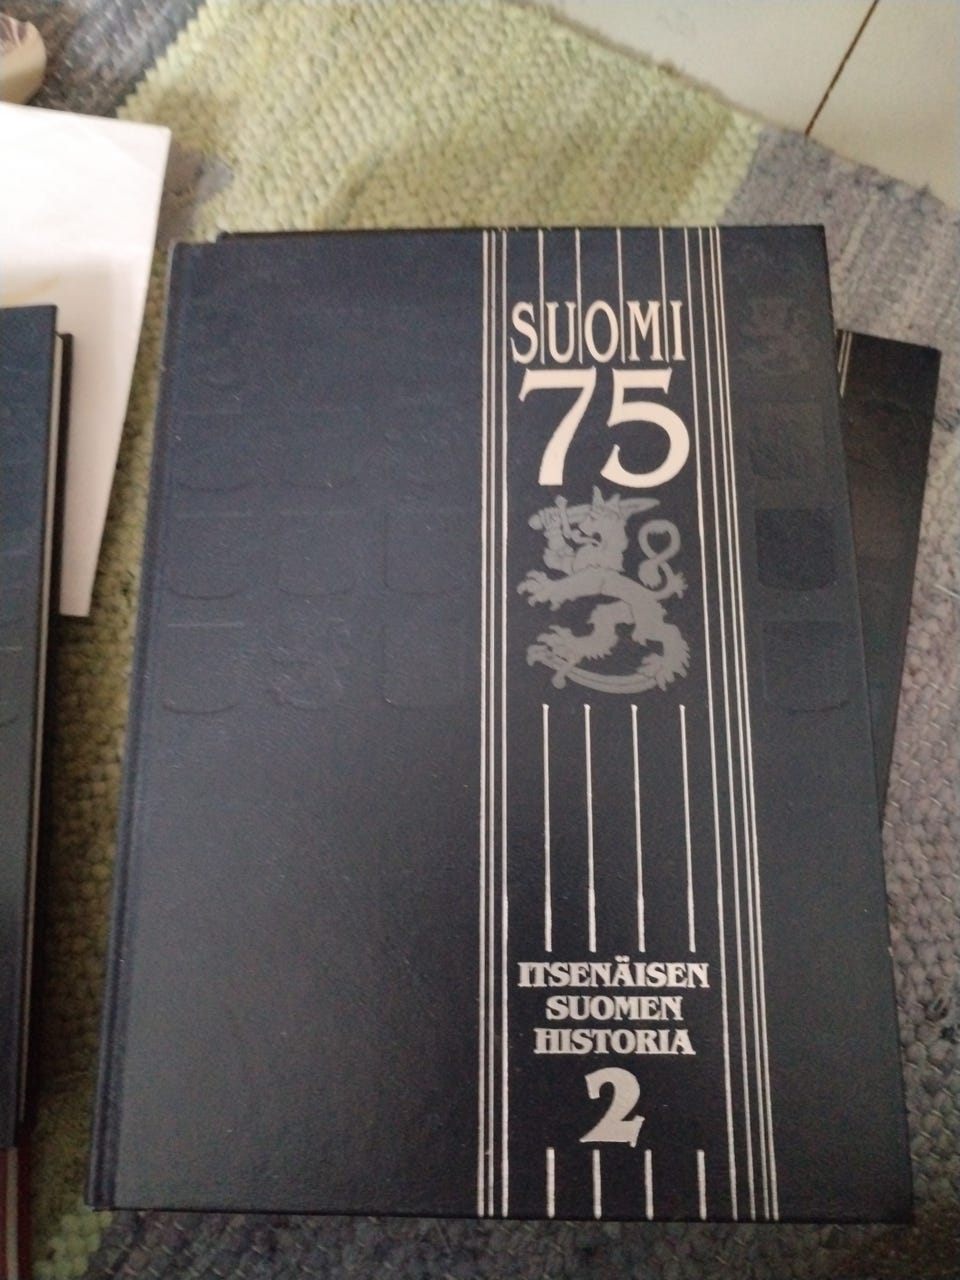 SUOMI
75
ITSENÄISEN
SUOMEN
HISTORIA
2